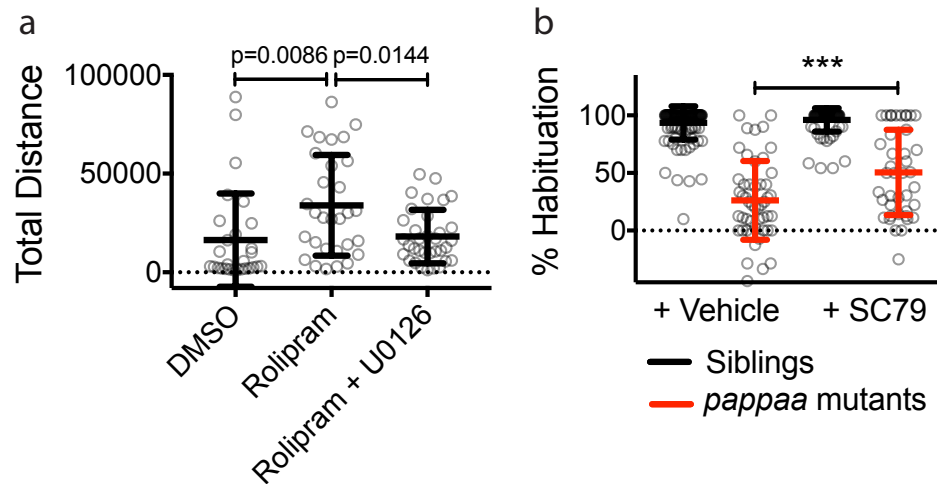 a
p=0.0086 p=0.0144
Total Distance
100000
50000
0
DMSO
Rolipram
Rolipram + U0126
b
***
% Habituation
100
50
0
+ Vehicle + SC79
Siblings
pappaa mutants